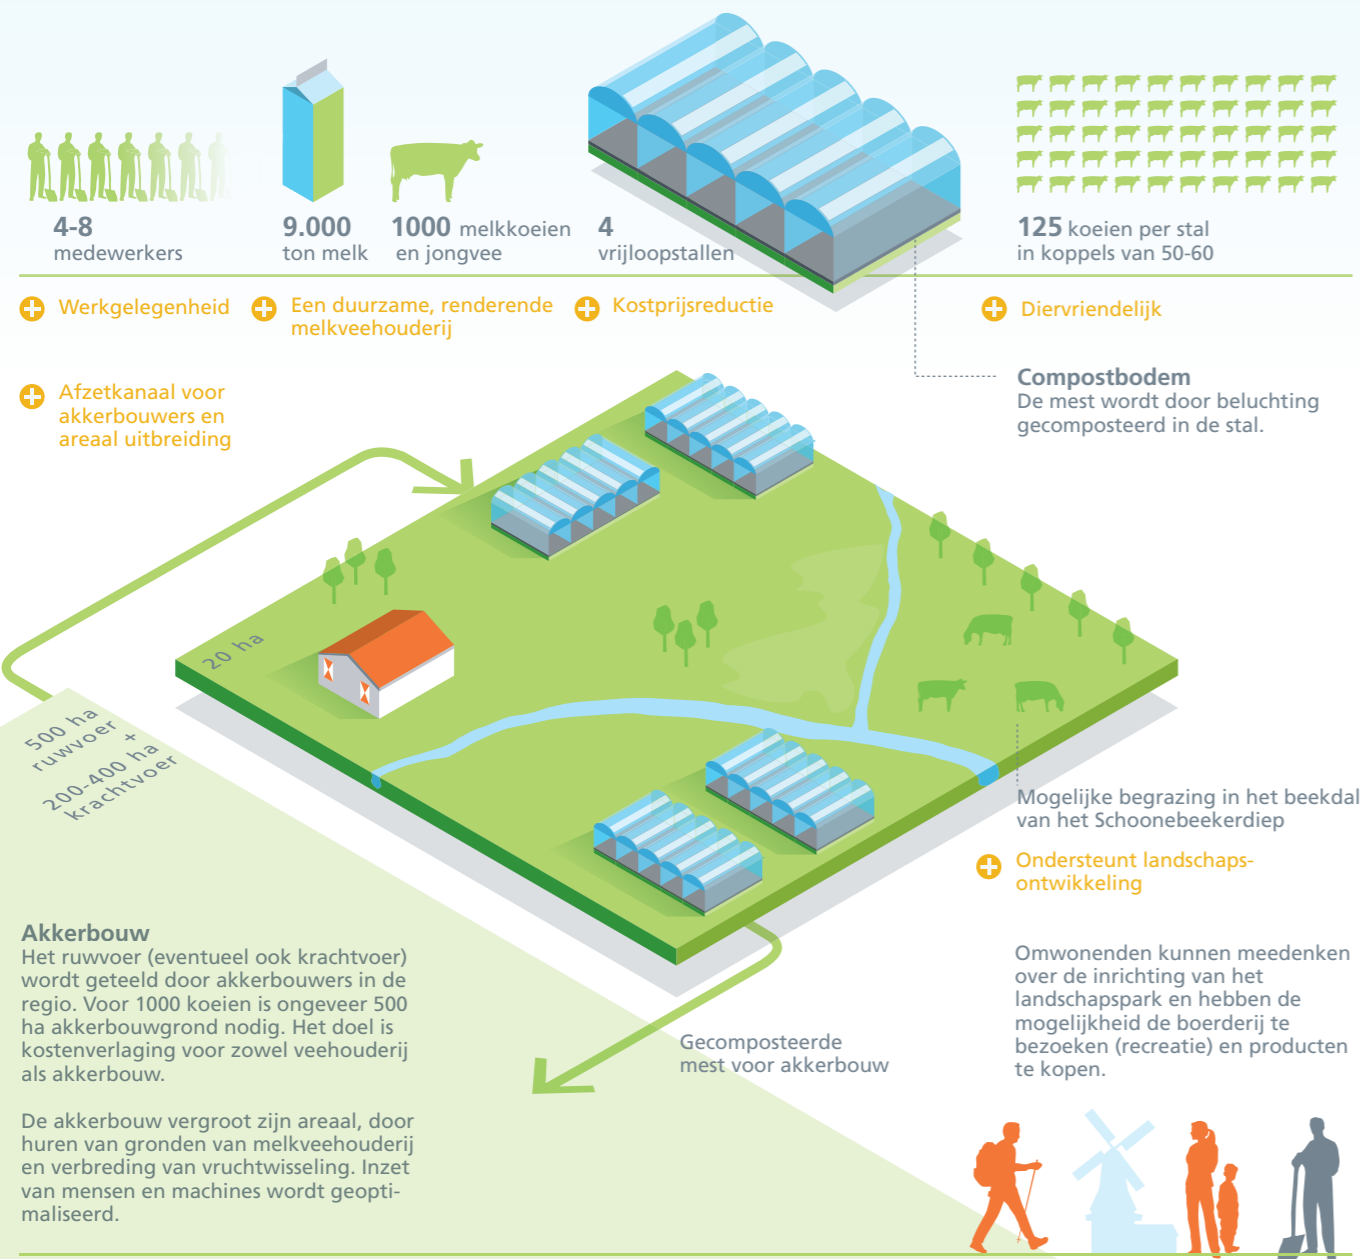 4-8
medewerkers
9.000
ton melk
1000 melkkoeien
en jongvee
4
vrijloopstallen
125 koeien per stal
in koppels van 50-60
Werkgelegenheid
Een duurzame, renderende
melkveehouderij
Kostprijsreductie
Diervriendelijk
Afzetkanaal voor
akkerbouwers en
areaal uitbreiding
Compostbodem
De mest wordt door beluchting
gecomposteerd in de stal.
20 ha
500 ha
ruwvoer
+
200-400 ha
krachtvoer
Mogelijke begrazing in het beekdal
van het Schoonebeekerdiep
Ondersteunt landschaps-
ontwikkeling
Akkerbouw
Het ruwvoer (eventueel ook krachtvoer)
wordt geteeld door akkerbouwers in de
regio. Voor 1000 koeien is ongeveer 500
ha akkerbouwgrond nodig. Het doel is
kostenverlaging voor zowel veehouderij
als akkerbouw.
De akkerbouw vergroot zijn areaal, door
huren van gronden van melkveehouderij
en verbreding van vruchtwisseling. Inzet
van mensen en machines wordt geopti-
maliseerd.
Gecomposteerde
mest voor akkerbouw
Omwonenden kunnen meedenken
over de inrichting van het
landschapspark en hebben de
mogelijkheid de boerderij te
bezoeken (recreatie) en producten
te kopen.